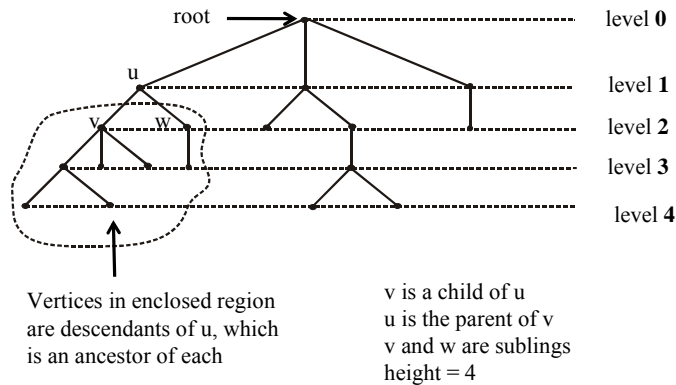 root
level 0
u
level 1
v
w
level 2
level 3
level 4
Vertices in enclosed region
are descendants of u, which
is an ancestor of each
v is a child of u
u is the parent of v
v and w are sublings
height = 4